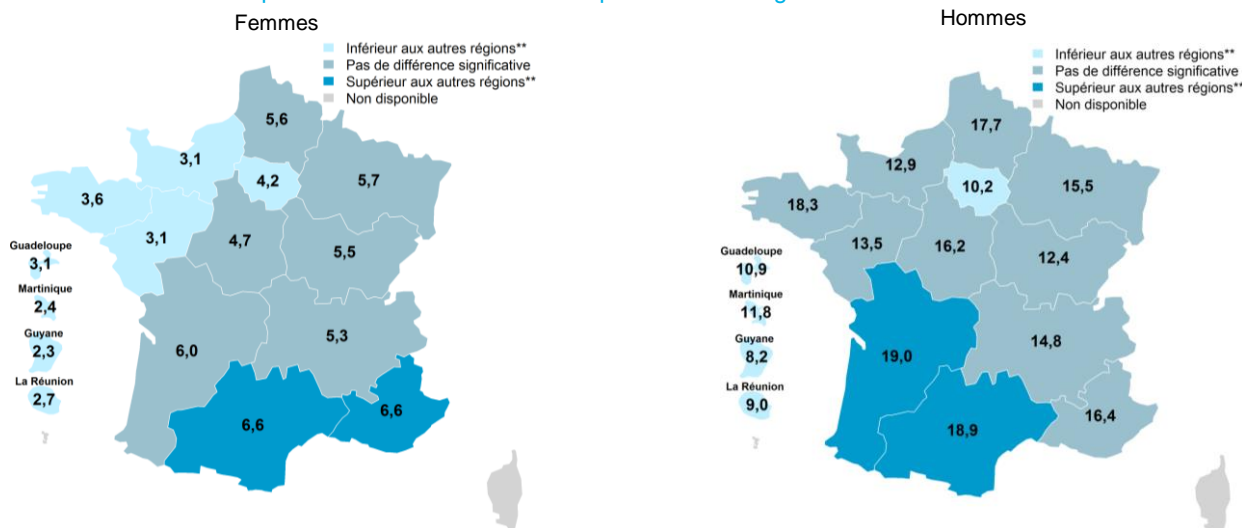 Femmes
Inférieur aux autres régions**
Pas de différence significative
Supérieur aux autres régions**
Non disponible
5,6
3,1
4,2
5,7
3,6
3,1
4,7
5,5
Guadeloupe
3,1
Martinique
2,4
Guyane
2,3
La Réunion
2,7
6,0
5,3
6,6
6,6
Hommes
Inférieur aux autres régions**
Pas de différence significative
Supérieur aux autres régions**
Non disponible
17,7
12,9
10,2
15,5
18,3
13,5
16,2
12,4
Guadeloupe
10,9
Martinique
11,8
Guyane
8,2
La Réunion
9,0
19,0
14,8
18,9
16,4